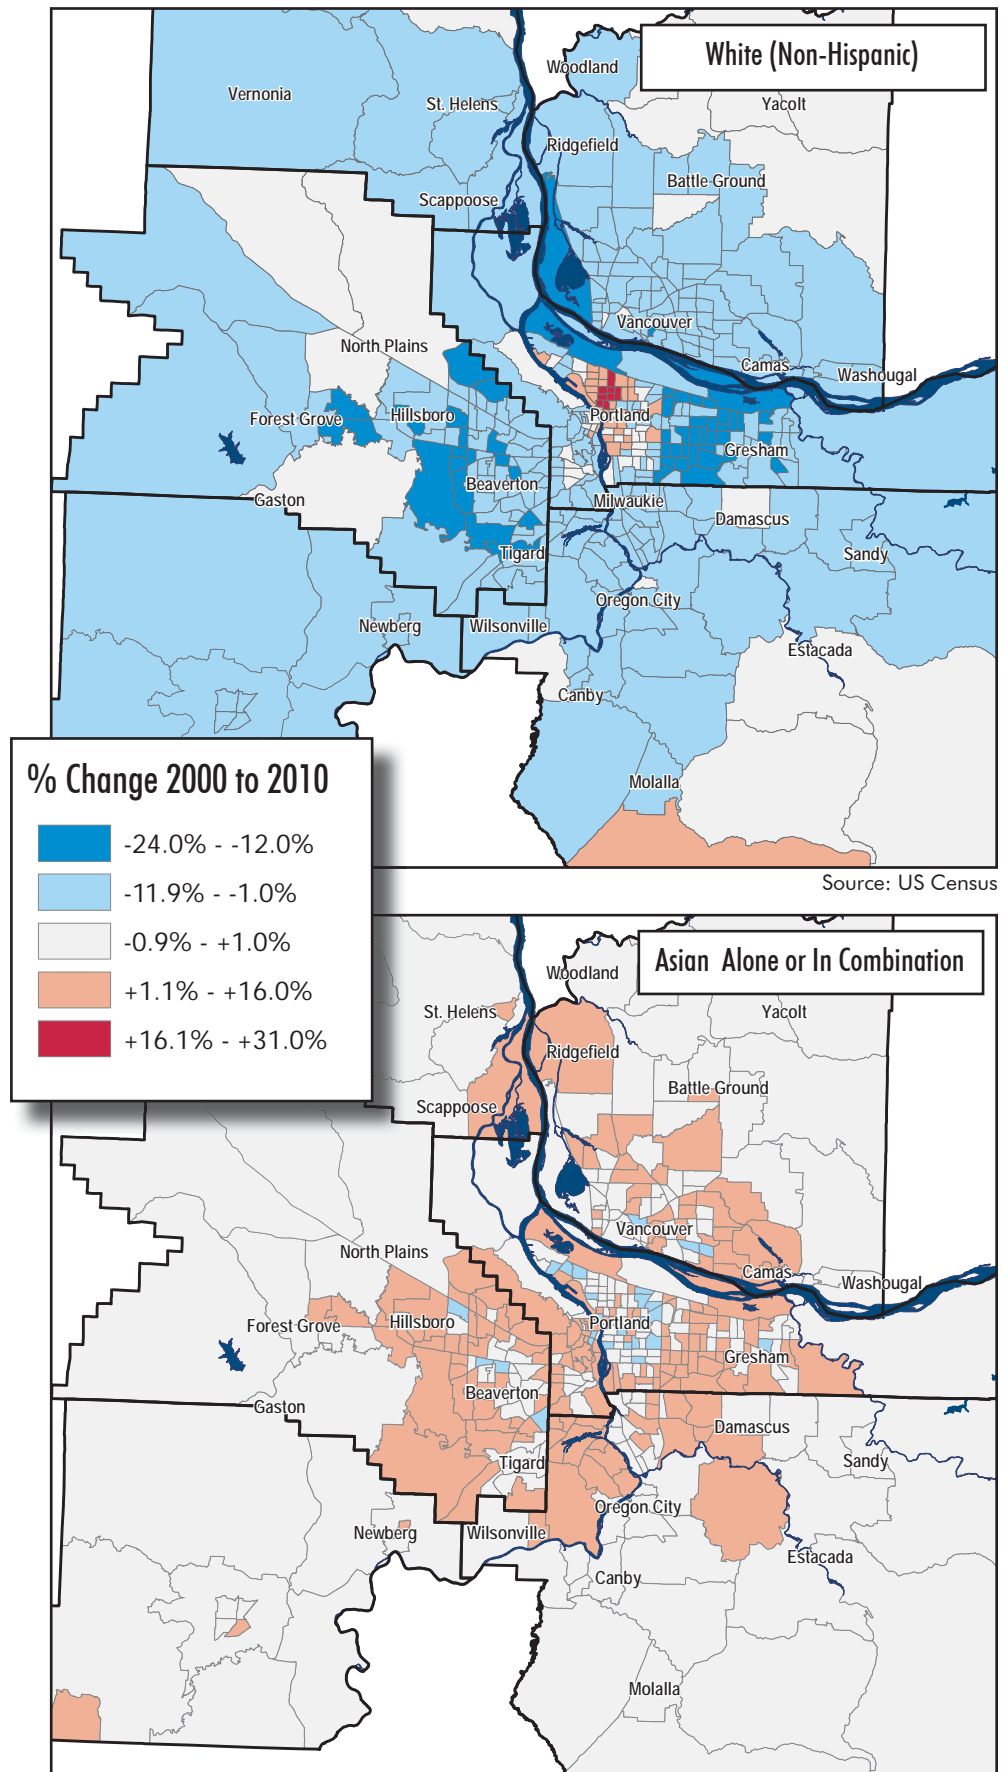 White (Non-Hispanic)
Woodland
Vernonia
St. Helens
Yacolt
Ridgefield
Battle Ground
Scappoose
Vancouver
North Plains
Camas
Washougal
Forest Grove
Hillsboro
Portland
Gresham
Beaverton
Gaston
Milwaukie
Damascus
Tigard
Sandy
Oregon City
Newberg
Wilsonville
Estacada
Canby
Molalla
% Change 2000 to 2010
-24.0% - -12.0%
-11.9% - -1.0%
-0.9% - +1.0%
+1.1% - +16.0%
+16.1% - +31.0%
Source: US Census
Asian Alone or In Combination
Woodland
St. Helens
Yacolt
Ridgefield
Battle Ground
Scappoose
Vancouver
North Plains
Camas
Washougal
Forest Grove
Hillsboro
Portland
Gresham
Beaverton
Gaston
Damascus
Tigard
Sandy
Oregon City
Newberg
Wilsonville
Estacada
Canby
Molalla